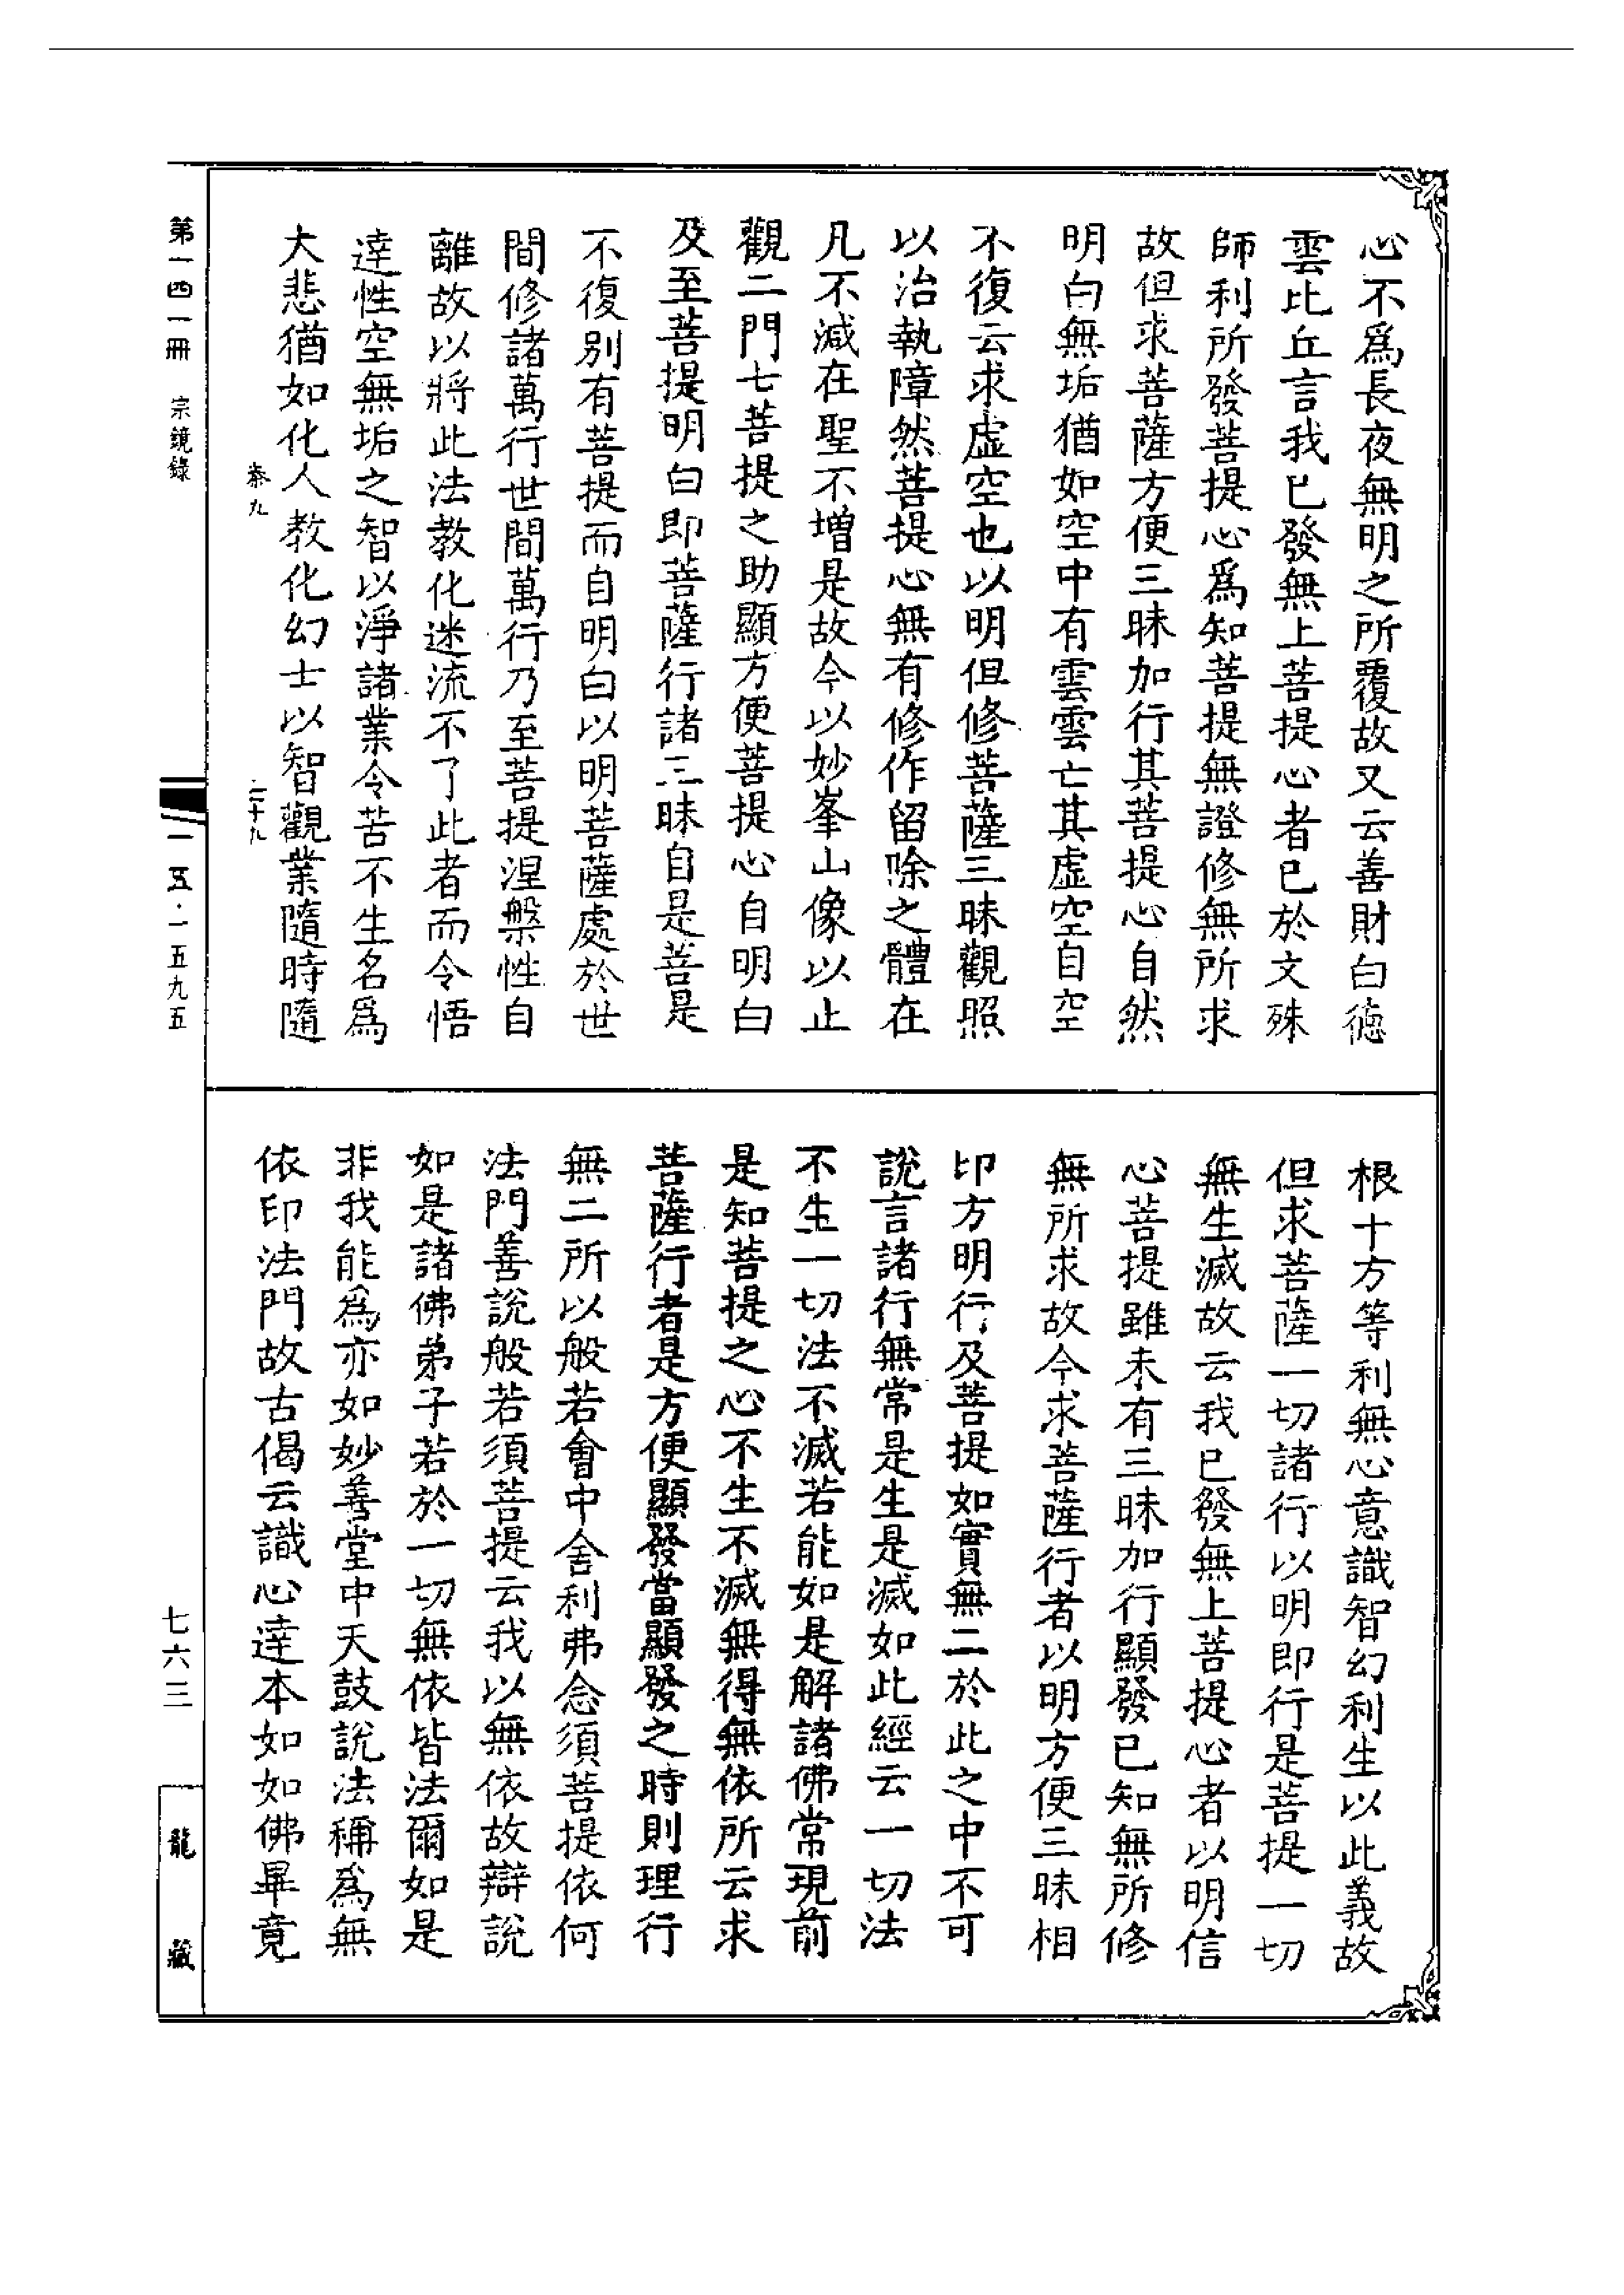 心不爲長夜無明之所覆故又云善財白德
雲比丘言我已發無上菩提心者已於文殊
師利所發菩提心爲知菩提無證修無所求
故但求菩薩方便三昧加行其菩提心自然
明白無垢猶如空中有雲雲亡其虛空自空
不復云求虛空也以明但修菩薩三昧觀照
以治執障然菩提心無有修作留除之體在
凡不減在聖不增是故今以妙峯山像以止
觀二門七菩提之助顯方便菩提心自明白
及至菩提明白即菩薩行諸三昧自是菩是
不復別有菩提而自明白以明菩薩處於世
間修諸萬行世間萬行乃至菩提涅槃性自
離故以將此法教化迷流不了此者而令悟
達性空無垢之智以淨諸業令苦不生名爲
大悲猶如化人教化幻士以智觀業隨時隨
根十方等利無心意識智幻利生以此義故
但求菩薩一切諸行以明即行是菩提一切
無生滅故云我已發無上菩提心者以明信
心菩提雖未有三昧加行顯發已知無所修
無所求故今求菩薩行者以明方便三昧相
印方明行及菩提如實無二於此之中不可
說言諸行無常是生是滅如此經云一切法
不生一切法不滅若能如是解諸佛常現前
是知菩提之心不生不滅無得無依所云求
菩薩行者是方便顯發當顯發之時則理行
無二所以般若會中舍利弗念須菩提依何
法門善說般若須菩提云我以無依故辯說
如是諸佛弟子若於一切無依皆法爾如是
非我能爲亦如妙善堂中天鼓說法稱爲無
依印法門故古偈云識心達本如如佛畢竟
第一四一冊 宗鏡錄
一五·一五九五
七六三
龍藏